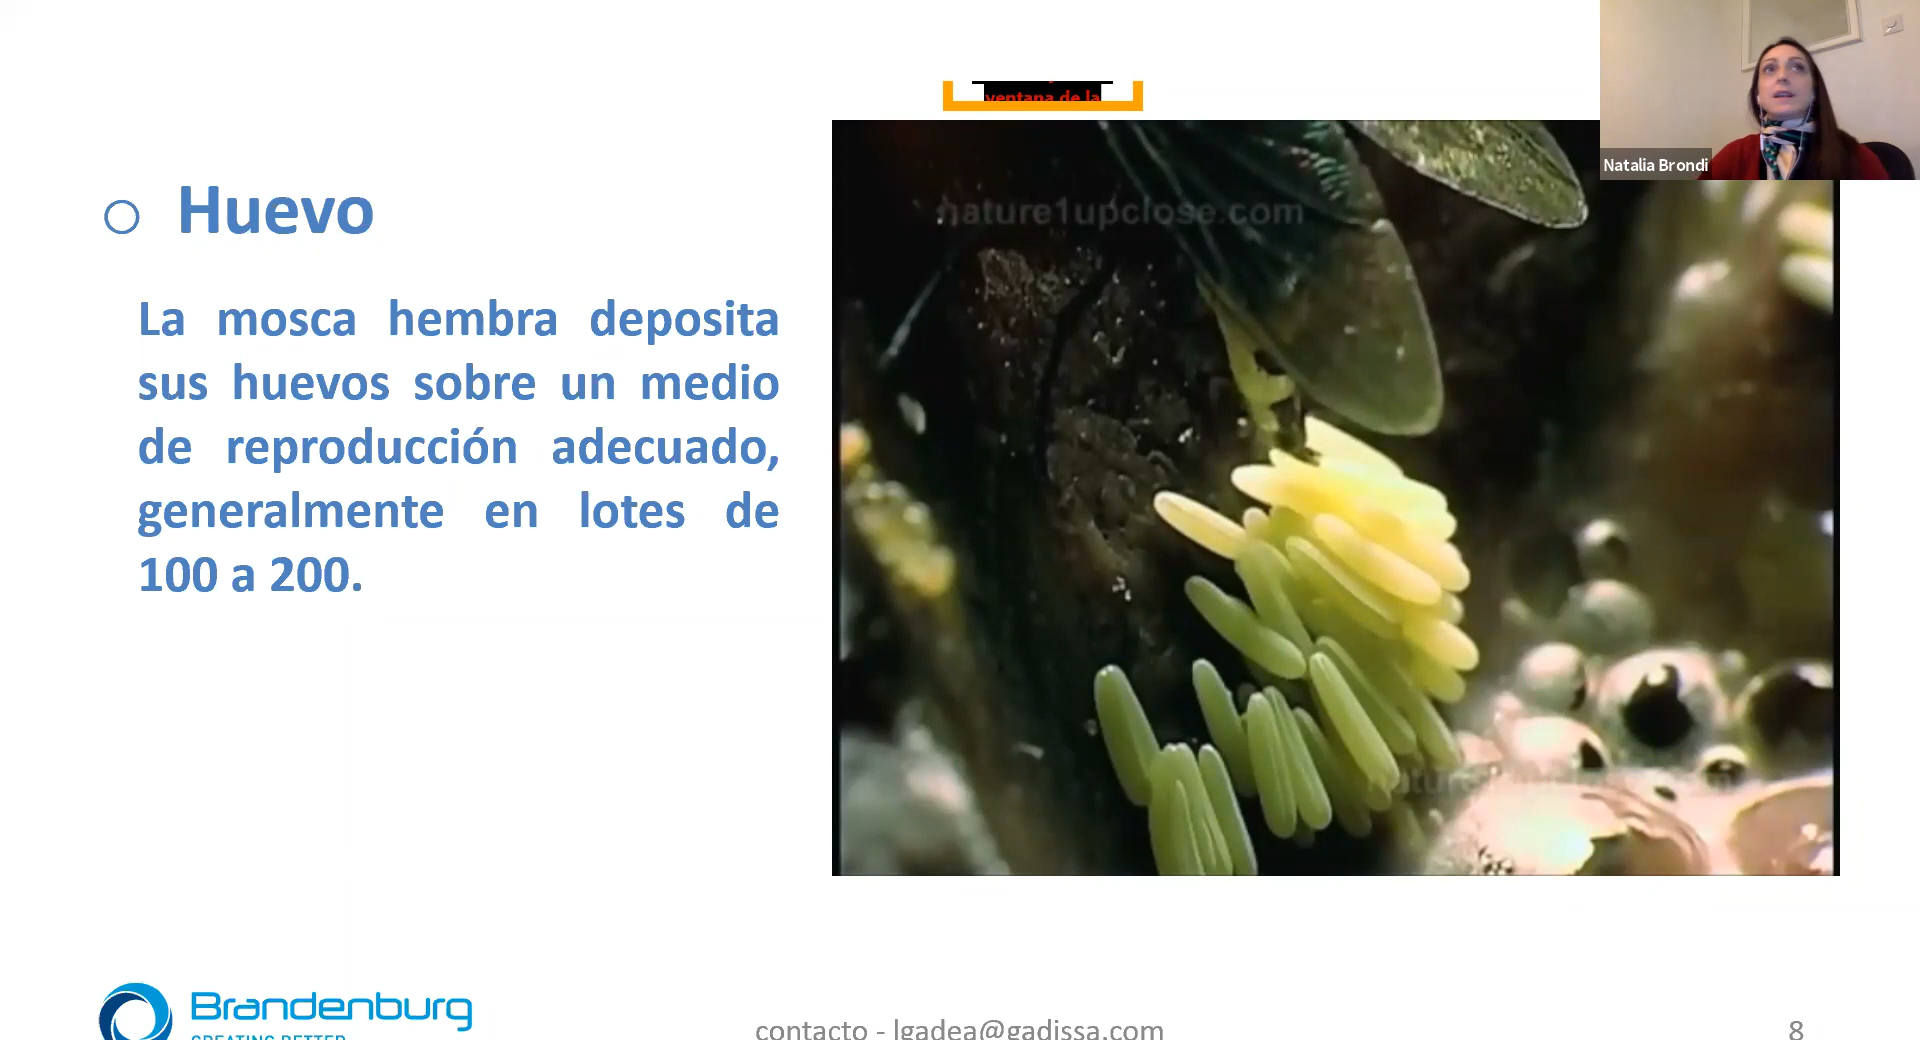 ventana de la
Natalia Brondi
nature1upclose.com
Huevo
La mosca hembra deposita
sus huevos sobre un medio
de reproducción adecuado,
generalmente en lotes de
100 a 200.
Brandenburg
CREATING BETTER
contacto - lgadea@gadissa.com
8